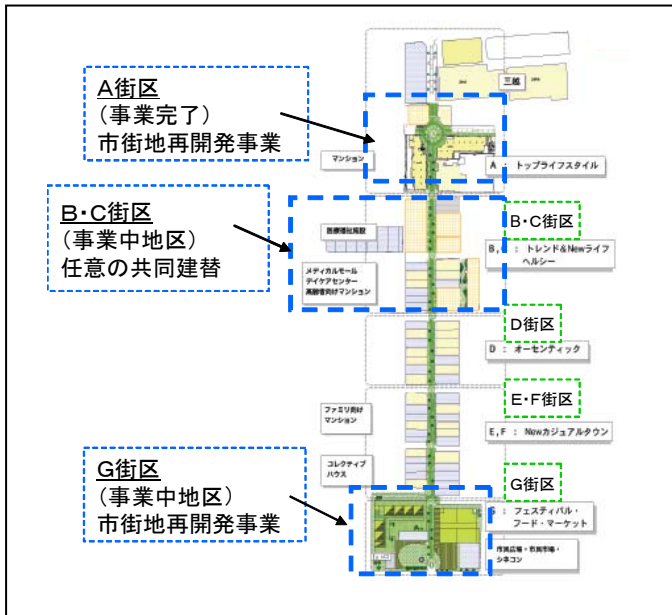 A街区
(事業完了)
市街地再開発事業
三越
マンション
A : トップライフスタイル
B・C街区
(事業中地区)
任意の共同建替
医療福祉施設
メディカルモール
デイケアセンター
高齢者向けマンション
B・C街区
B, C : トレンド&Newライフ
ヘルシー
D街区
D : オーセンティック
E・F街区
ファミリ向け
マンション
E,F : Newカジュアルタウン
コレクティブ
ハウス
G街区
(事業中地区)
市街地再開発事業
G街区
G : フェスティバル・
フード・マーケット
市民広場・市民市場・
シネコン